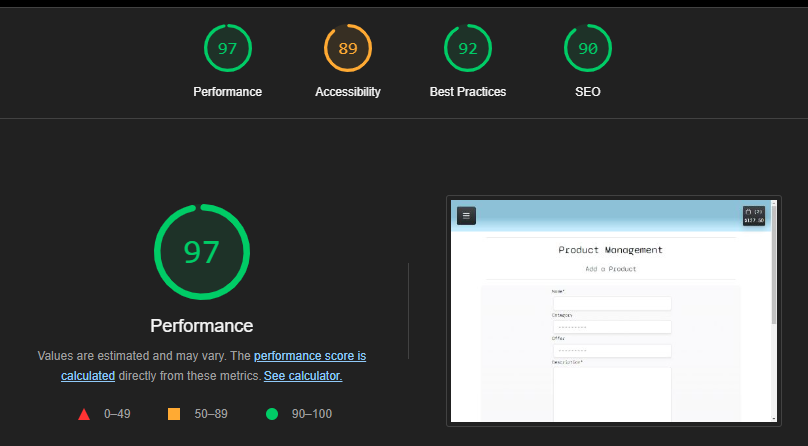 97 89 92 90
Performance Accessibility Best Practices SEO
97
Performance
Values are estimated and may vary. The performance score is
calculated directly from these metrics. See calculator.
0–49 50–89 90–100
Product Management
Add a Product
Name*
Category
---------
Offer
---------
Description*